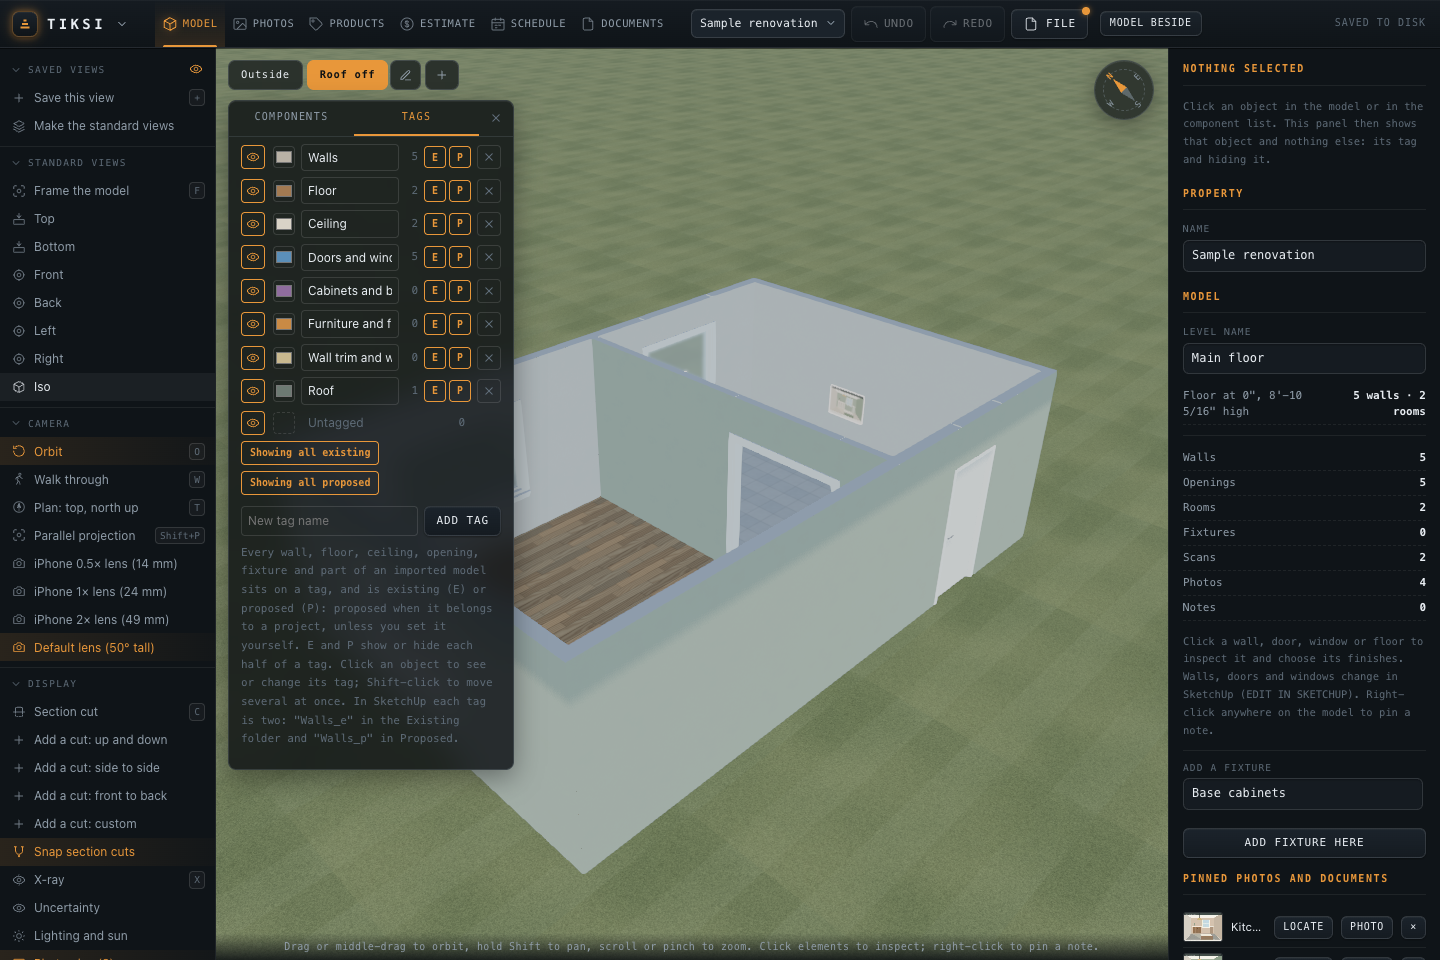 TIKSI
MODEL
PHOTOS
PRODUCTS
ESTIMATE
SCHEDULE
DOCUMENTS
Sample renovation
UNDO
REDO
FILE
MODEL BESIDE
SAVED TO DISK
SAVED VIEWS
Save this view
+
Make the standard views
STANDARD VIEWS
Frame the model
F
Top
Bottom
Front
Back
Left
Right
Iso
CAMERA
Orbit
O
Walk through
W
Plan: top, north up
T
Parallel projection
Shift+P
iPhone 0.5× lens (14 mm)
iPhone 1× lens (24 mm)
iPhone 2× lens (49 mm)
Default lens (50° tall)
DISPLAY
Section cut
C
Add a cut: up and down
Add a cut: side to side
Add a cut: front to back
Add a cut: custom
Snap section cuts
X-ray
X
Uncertainty
Lighting and sun
Outside
Roof off
N
E
S
COMPONENTS
TAGS
Walls 5 E P
Floor 2 E P
Ceiling 2 E P
Doors and wind 5 E P
Cabinets and b 0 E P
Furniture and f 0 E P
Wall trim and w 0 E P
Roof 1 E P
Untagged 0
Showing all existing
Showing all proposed
New tag name
ADD TAG
Every wall, floor, ceiling, opening,
fixture and part of an imported model
sits on a tag, and is existing (E) or
proposed (P): proposed when it belongs
to a project, unless you set it
yourself. E and P show or hide each
half of a tag. Click an object to see
or change its tag; Shift-click to move
several at once. In SketchUp each tag
is two: "Walls_e" in the Existing
folder and "Walls_p" in Proposed.
Drag or middle-drag to orbit, hold Shift to pan, scroll or pinch to zoom. Click elements to inspect; right-click to pin a note.
NOTHING SELECTED
Click an object in the model or in the
component list. This panel then shows
that object and nothing else: its tag
and hiding it.
PROPERTY
NAME
Sample renovation
MODEL
LEVEL NAME
Main floor
Floor at 0", 8'-10
5/16" high
5 walls · 2
rooms
Walls 5
Openings 5
Rooms 2
Fixtures 0
Scans 2
Photos 4
Notes 0
Click a wall, door, window or floor to
inspect it and choose its finishes.
Walls, doors and windows change in
SketchUp (EDIT IN SKETCHUP). Right-
click anywhere on the model to pin a
note.
ADD A FIXTURE
Base cabinets
ADD FIXTURE HERE
PINNED PHOTOS AND DOCUMENTS
Kitc...
LOCATE
PHOTO
×